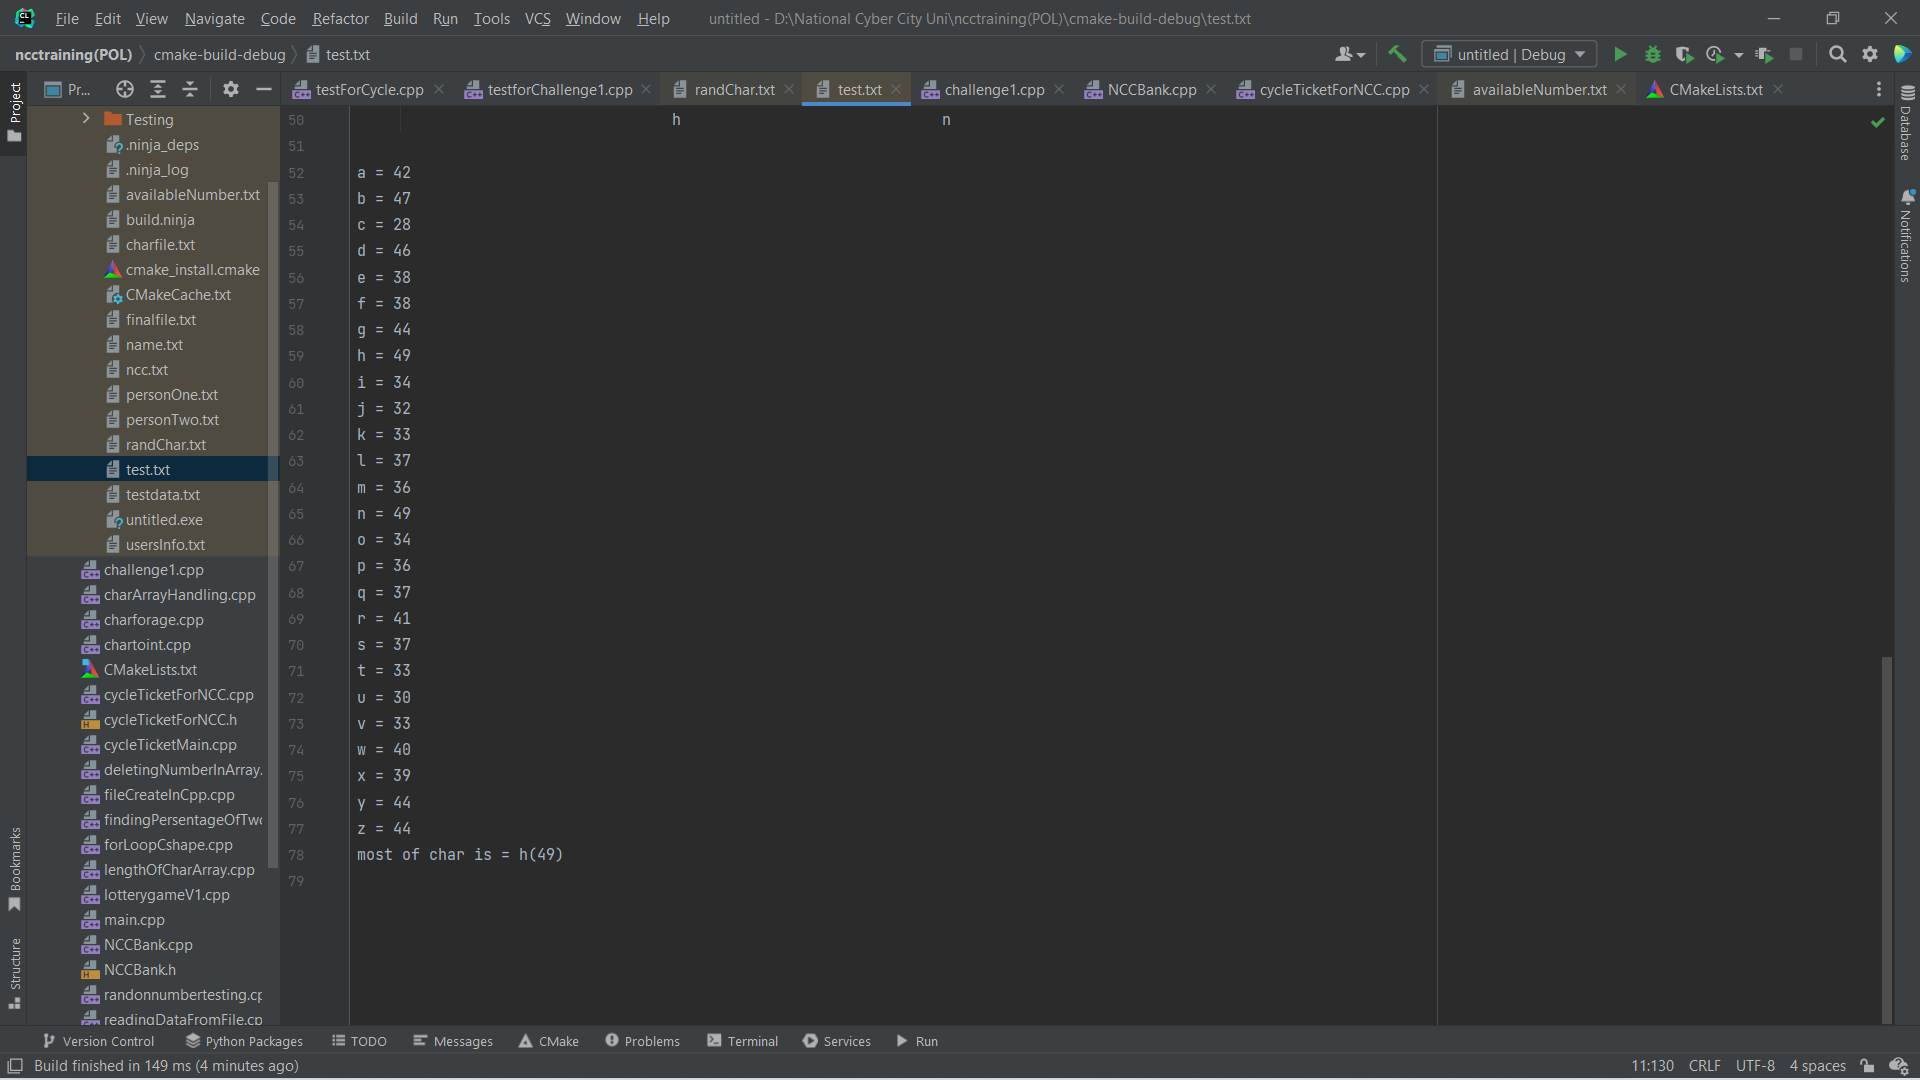 File Edit View Navigate Code Refactor Build Run Tools VCS Window Help untitled - D:\National Cyber City Uni\ncctraining(POL)\cmake-build-debug\test.txt
ncctraining(POL) cmake-build-debug test.txt untitled | Debug
Project
Pr...
testForCycle.cpp testforChallenge1.cpp randChar.txt test.txt challenge1.cpp NCCBank.cpp cycleTicketForNCC.cpp availableNumber.txt CMakeLists.txt
Database
Notifications
Testing
.ninja_deps
.ninja_log
availableNumber.txt
build.ninja
charfile.txt
cmake_install.cmake
CMakeCache.txt
finalfile.txt
name.txt
ncc.txt
personOne.txt
personTwo.txt
randChar.txt
test.txt
testdata.txt
untitled.exe
usersInfo.txt
challenge1.cpp
charArrayHandling.cpp
charforage.cpp
chartoint.cpp
CMakeLists.txt
cycleTicketForNCC.cpp
cycleTicketForNCC.h
cycleTicketMain.cpp
deletingNumberInArray.
fileCreateInCpp.cpp
findingPersentageOfTwo
forLoopCshape.cpp
lengthOfCharArray.cpp
lotterygameV1.cpp
main.cpp
NCCBank.cpp
NCCBank.h
randonnumbertesting.cp
readingDataFromFile.cp
50 h n
51
52 a = 42
53 b = 47
54 c = 28
55 d = 46
56 e = 38
57 f = 38
58 g = 44
59 h = 49
60 i = 34
61 j = 32
62 k = 33
63 l = 37
64 m = 36
65 n = 49
66 o = 34
67 p = 36
68 q = 37
69 r = 41
70 s = 37
71 t = 33
72 u = 30
73 v = 33
74 w = 40
75 x = 39
76 y = 44
77 z = 44
78 most of char is = h(49)
79
Bookmarks
Structure
Version Control Python Packages TODO Messages CMake Problems Terminal Services Run
Build finished in 149 ms (4 minutes ago) 11:130 CRLF UTF-8 4 spaces